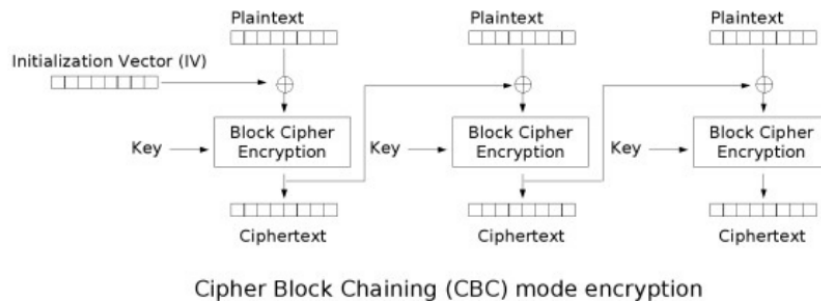 Plaintext Plaintext Plaintext
Initialization Vector (IV)
Key Block Cipher Encryption Key Block Cipher Encryption Key Block Cipher Encryption
Ciphertext Ciphertext Ciphertext
Cipher Block Chaining (CBC) mode encryption